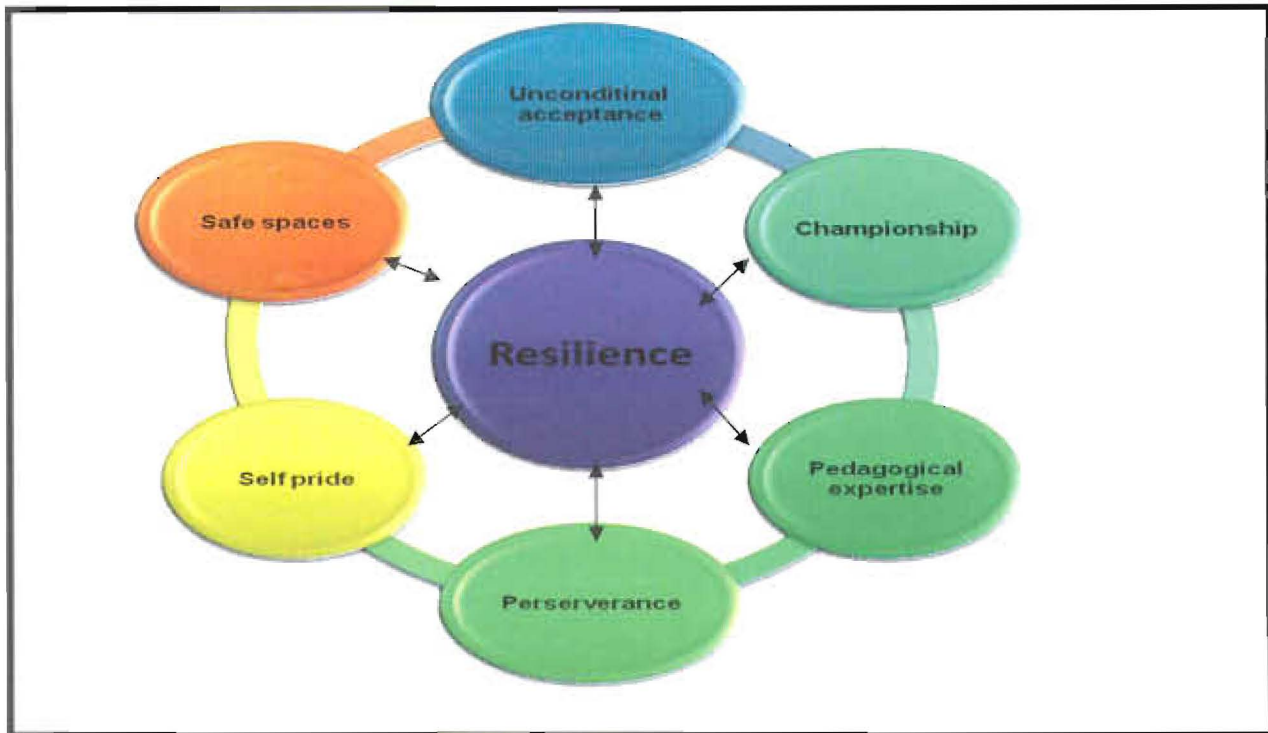 Unconditinal
acceptance
Safe spaces
Championship
Resilience
Self pride
Pedagogical
expertise
Perserverance